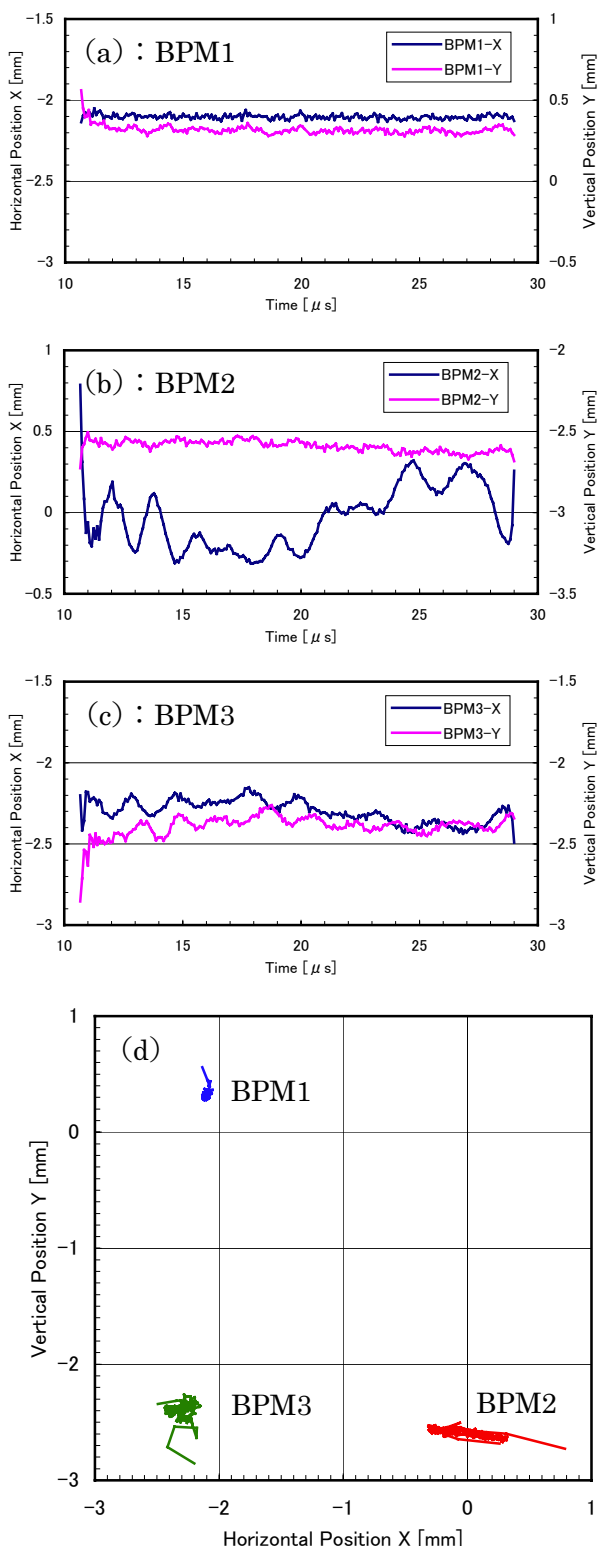 (a) : BPM1
BPM1-X
BPM1-Y
Horizontal Position X [mm]
-1.5
-2
-2.5
-3
Vertical Position Y [mm]
1
0.5
0
-0.5
10 15 20 25 30
Time [ μ s]
(b) : BPM2
BPM2-X
BPM2-Y
Horizontal Position X [mm]
1
0.5
0
-0.5
Vertical Position Y [mm]
-2
-2.5
-3
-3.5
10 15 20 25 30
Time [ μ s]
(c) : BPM3
BPM3-X
BPM3-Y
Horizontal Position X [mm]
-1.5
-2
-2.5
-3
Vertical Position Y [mm]
-1.5
-2
-2.5
-3
10 15 20 25 30
Time [ μ s]
(d)
BPM1
BPM3
BPM2
Vertical Position Y [mm]
1
0
-1
-2
-3
-3 -2 -1 0 1
Horizontal Position X [mm]